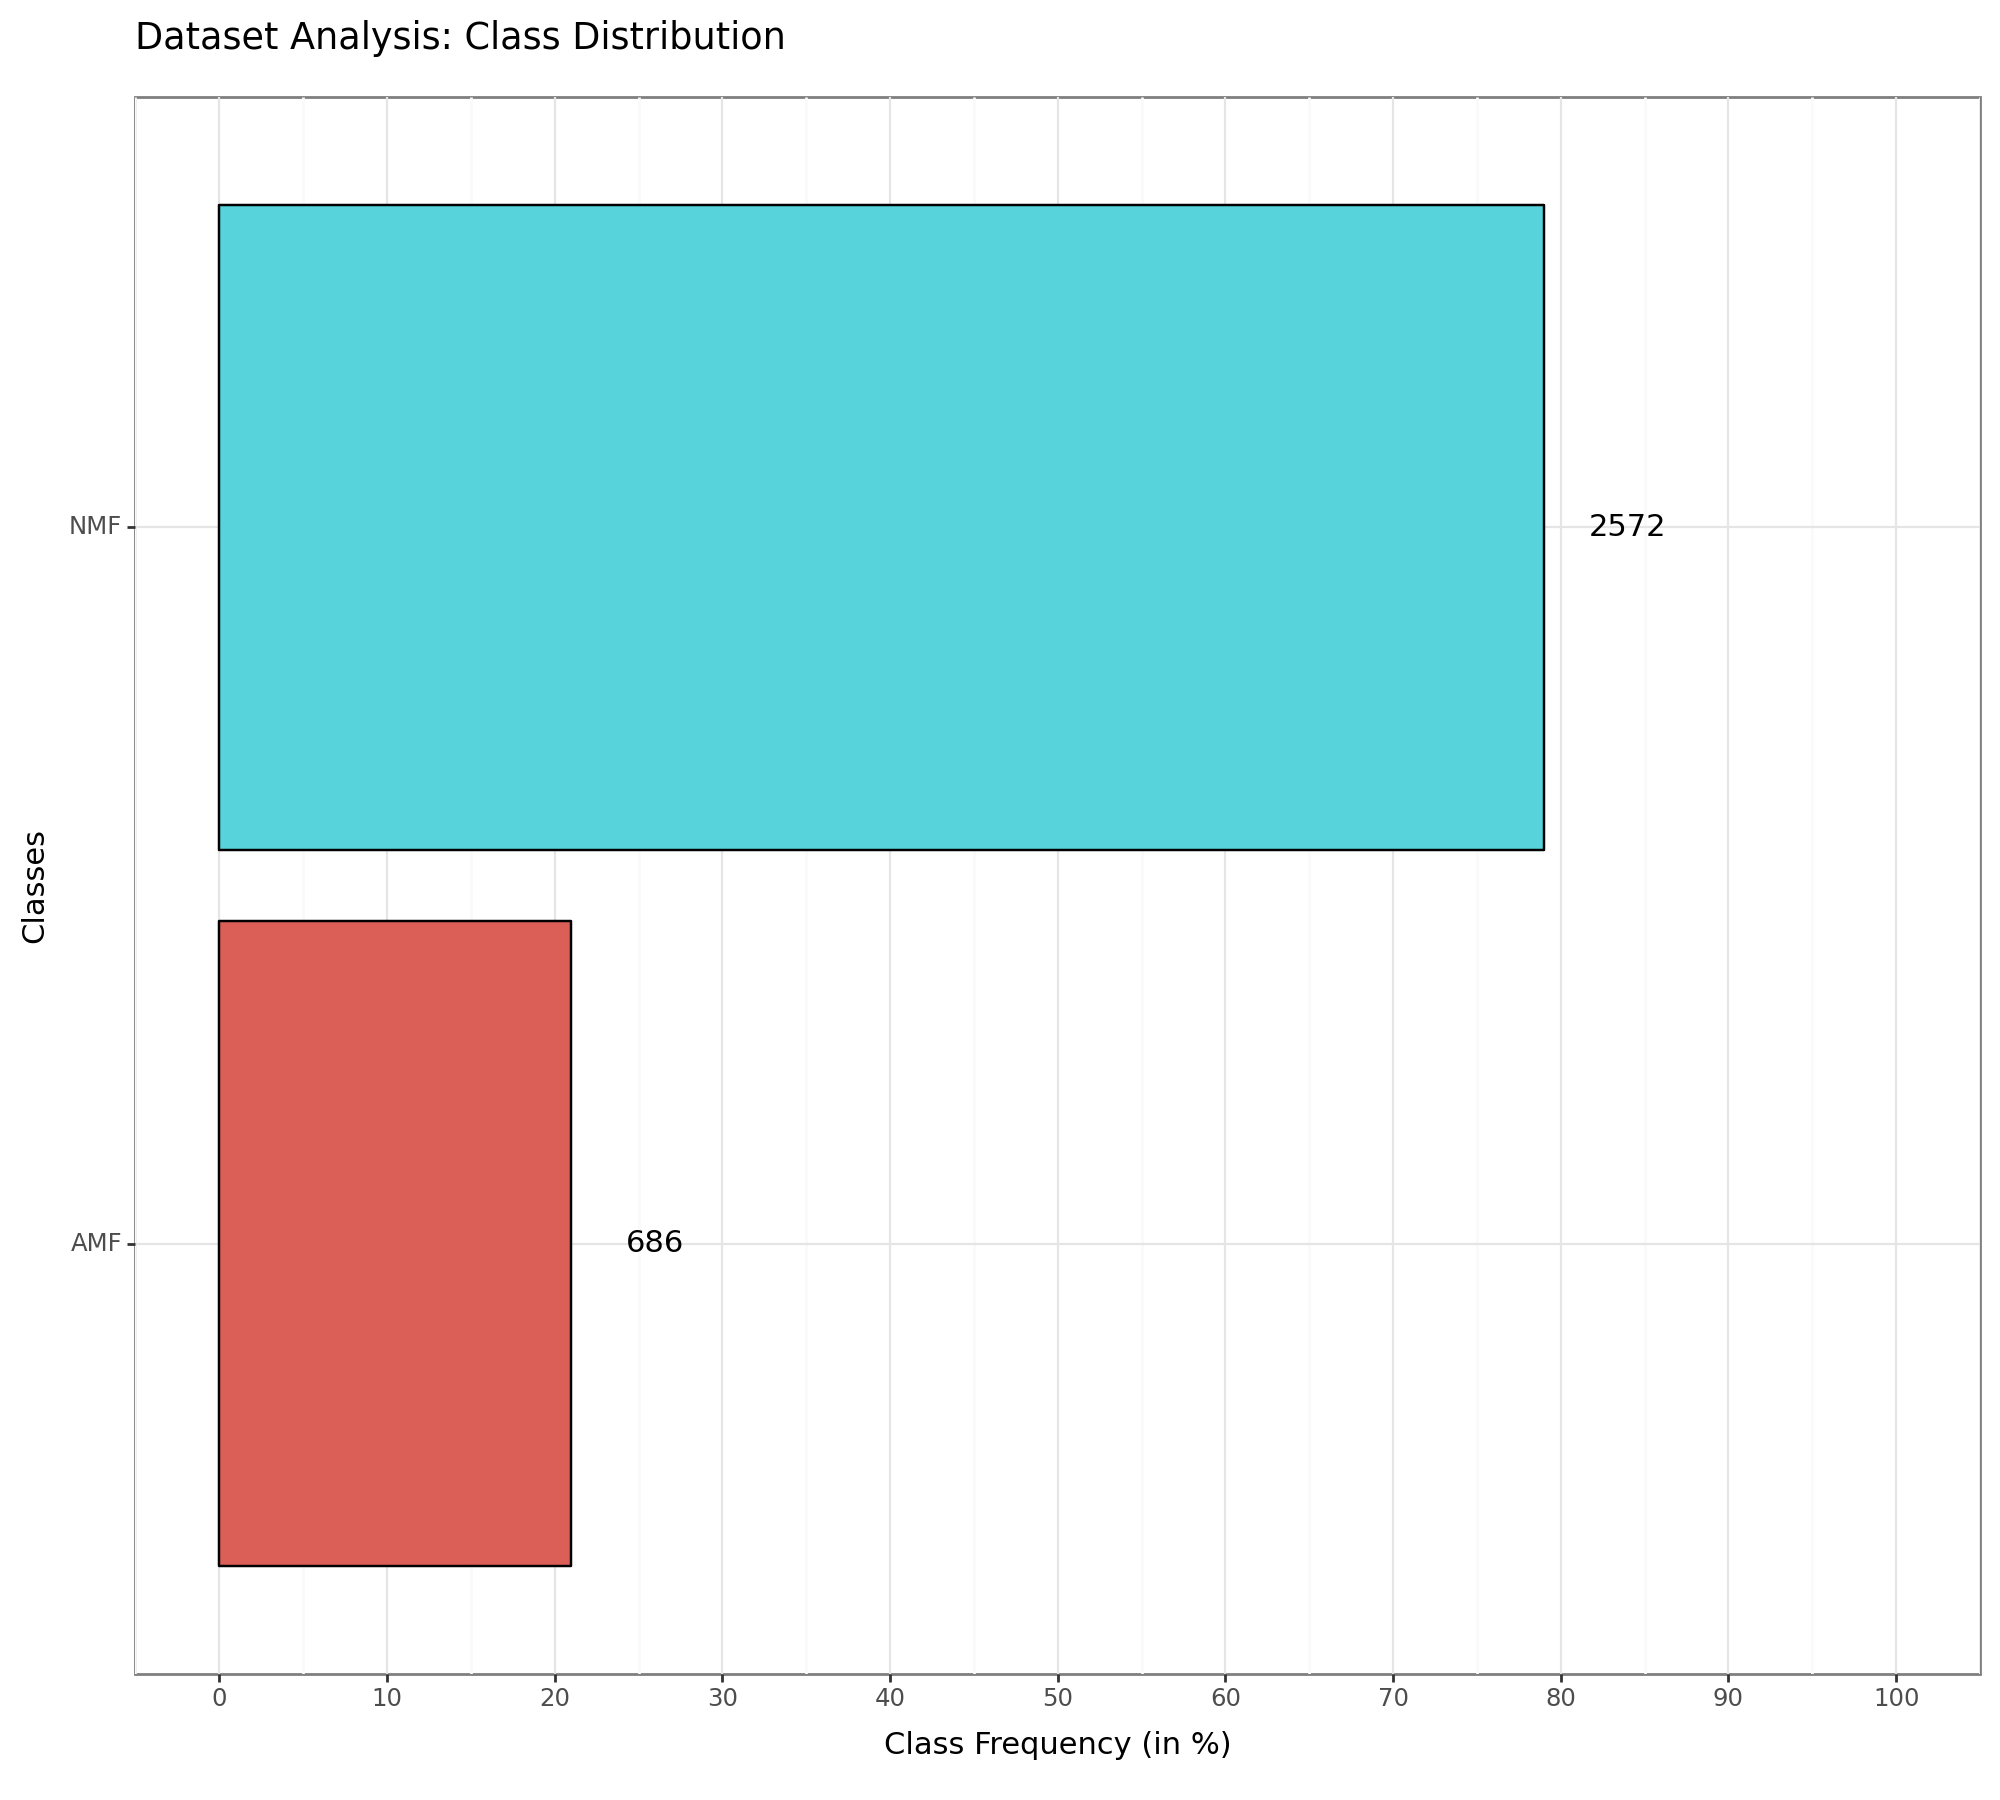 Dataset Analysis: Class Distribution
NMF
2572
Classes
AMF
686
0 10 20 30 40 50 60 70 80 90 100
Class Frequency (in %)